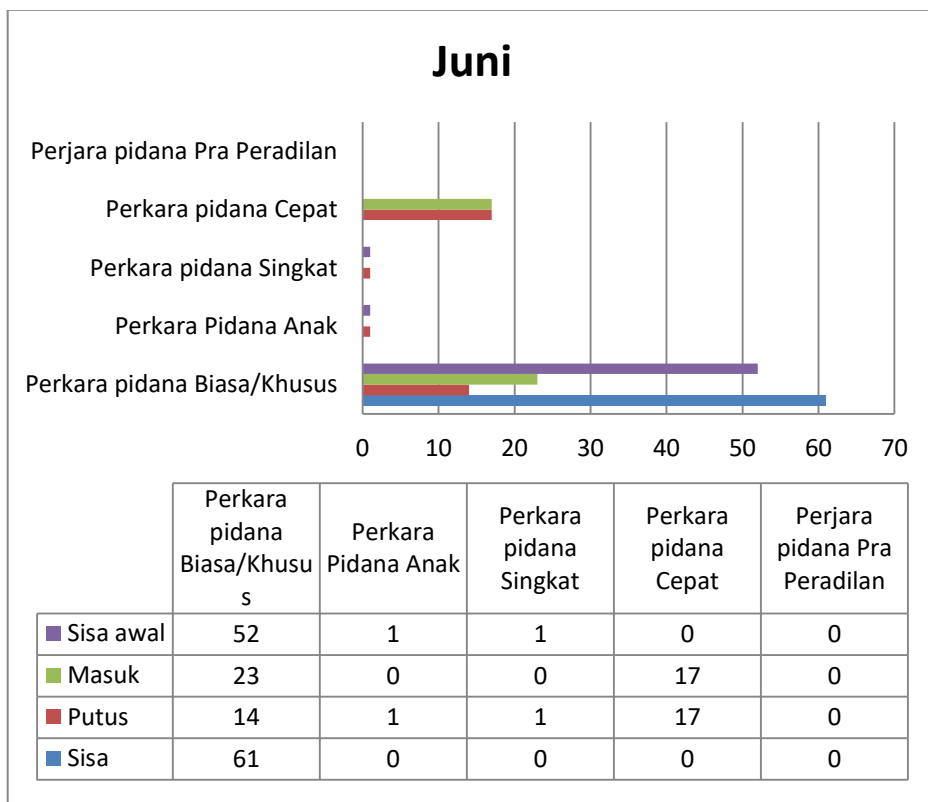 Juni
Perjara pidana Pra Peradilan
Perkara pidana Cepat
Perkara pidana Singkat
Perkara Pidana Anak
Perkara pidana Biasa/Khusus
0 10 20 30 40 50 60 70
Perkara
pidana
Biasa/Khusu
s
Perkara
Pidana Anak
Perkara
pidana
Singkat
Perkara
pidana
Cepat
Perjara
pidana Pra
Peradilan
Sisa awal 52 1 1 0 0
Masuk 23 0 0 17 0
Putus 14 1 1 17 0
Sisa 61 0 0 0 0